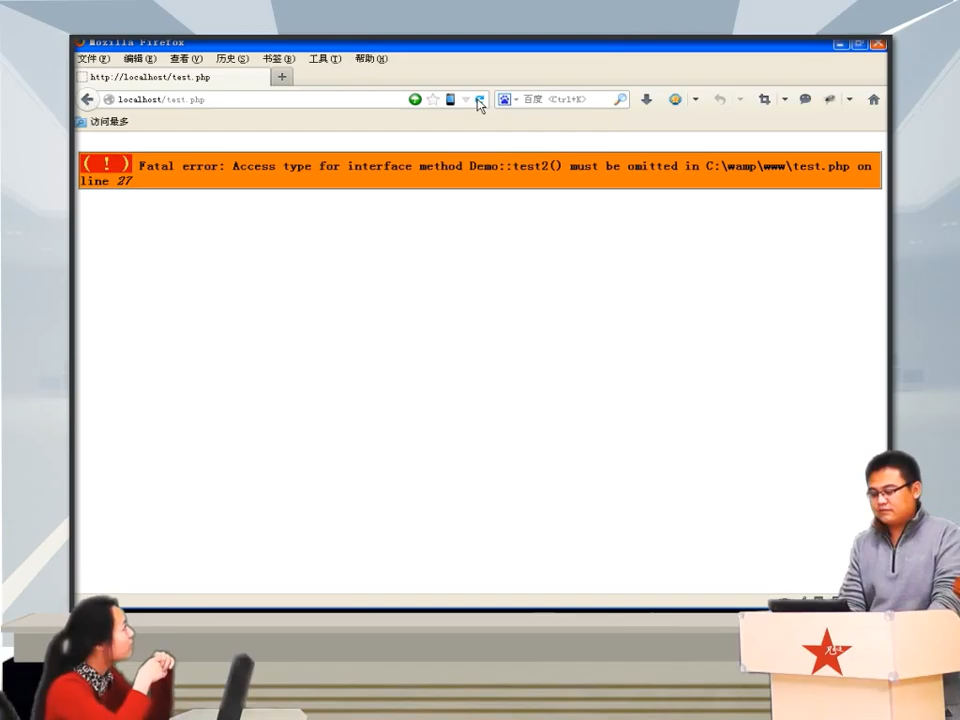 Mozilla Firefox
文件(F) 编辑(E) 查看(V) 历史(S) 书签(B) 工具(T) 帮助(H)
http://localhost/test.php
localhost/test.php 百度 <Ctrl+K>
访问最多
( ! ) Fatal error: Access type for interface method Demo::test2() must be omitted in C:\wamp\www\test.php on
line 27